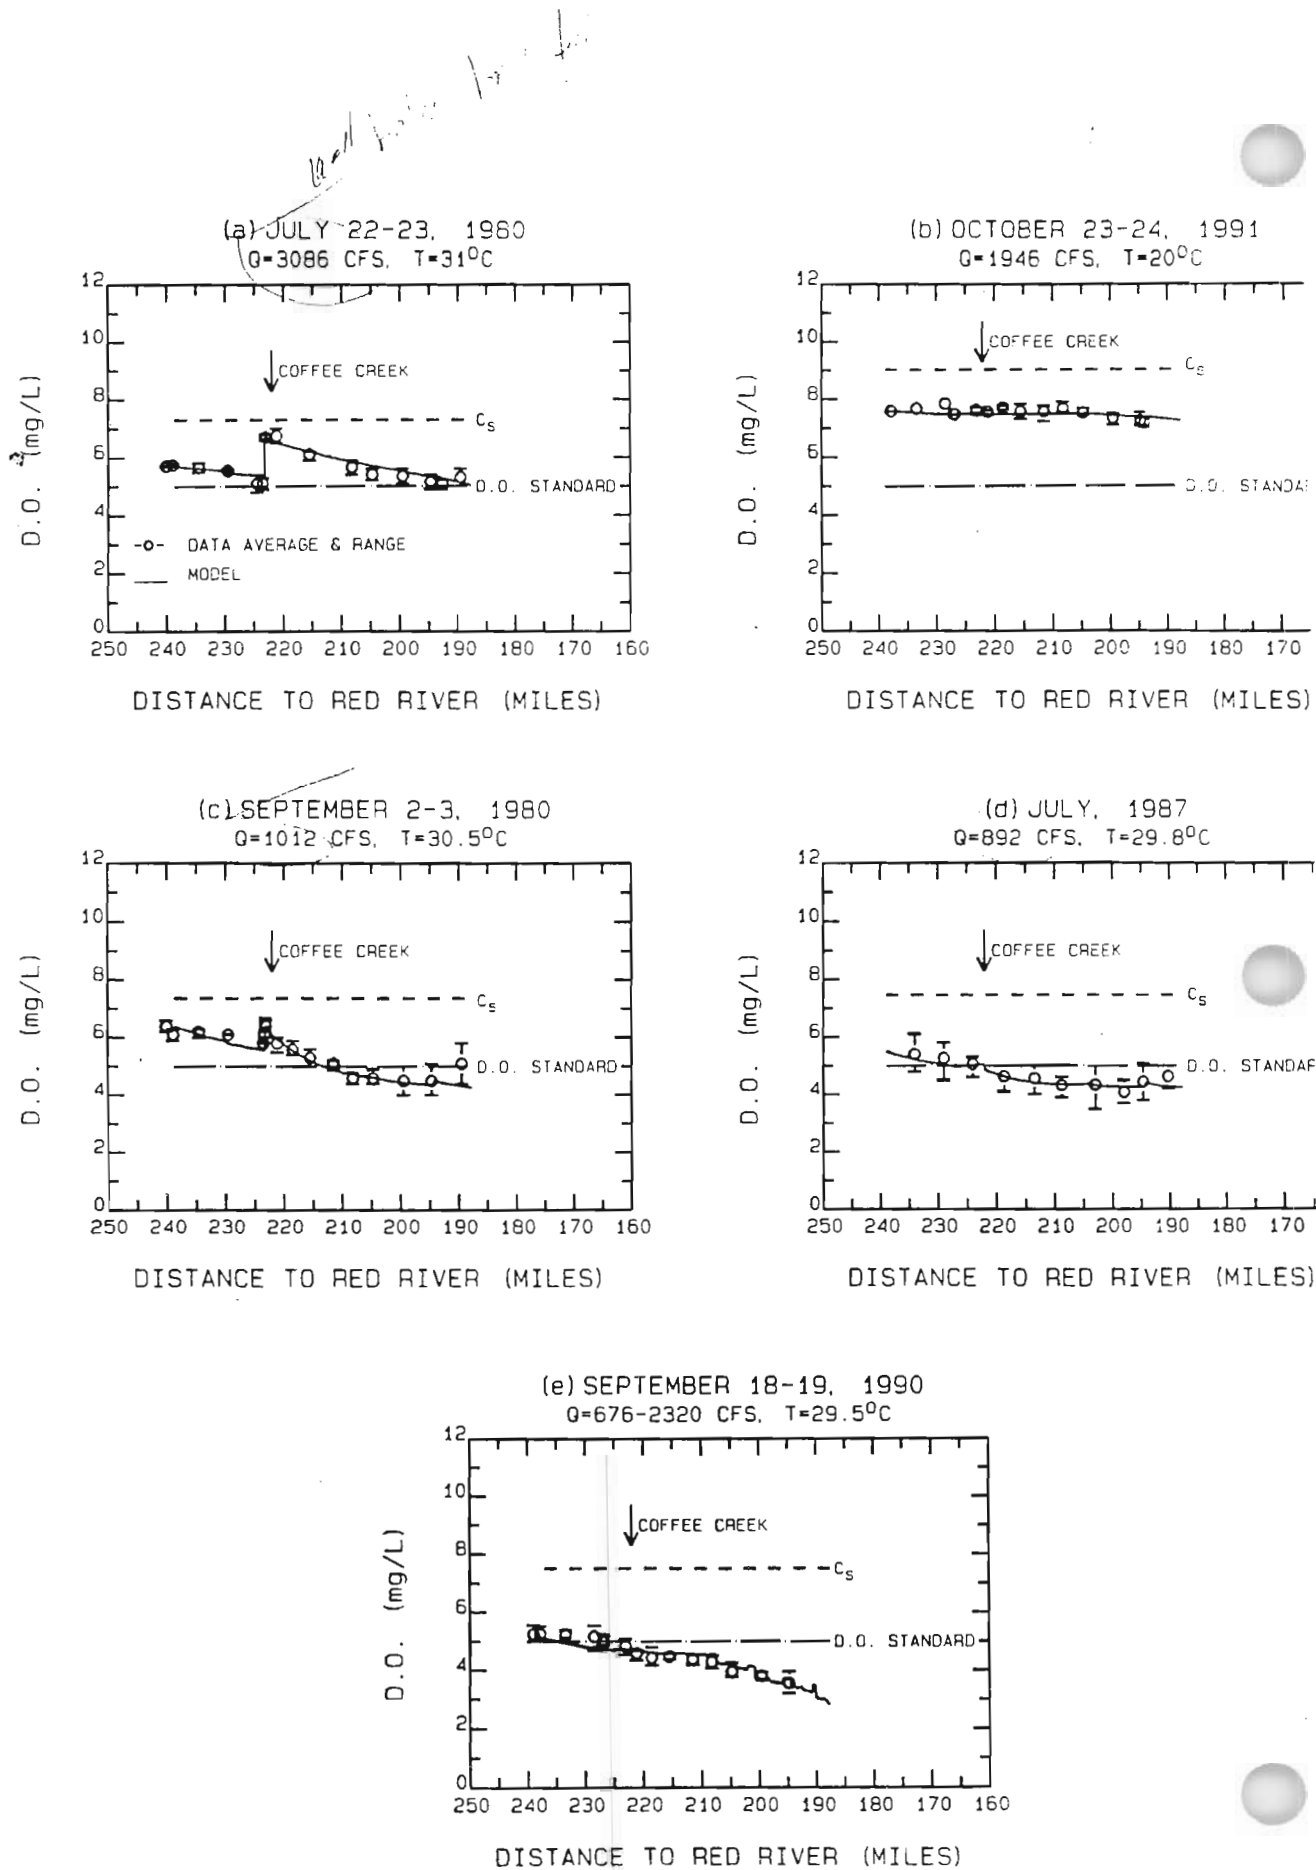 (a) JULY 22-23, 1980
Q=3086 CFS, T=31°C
12
10
8
6
4
2
0
D.O. (mg/L)
COFFEE CREEK
Cs
D.O. STANDARD
-o- DATA AVERAGE & RANGE
MODEL
250 240 230 220 210 200 190 180 170 160
DISTANCE TO RED RIVER (MILES)
(b) OCTOBER 23-24, 1991
Q=1946 CFS, T=20°C
12
10
8
6
4
2
0
D.O. (mg/L)
COFFEE CREEK
Cs
D.O. STANDAR
250 240 230 220 210 200 190 180 170
DISTANCE TO RED RIVER (MILES)
(c) SEPTEMBER 2-3, 1980
Q=1012 CFS, T=30.5°C
12
10
8
6
4
2
0
D.O. (mg/L)
COFFEE CREEK
Cs
D.O. STANDARD
250 240 230 220 210 200 190 180 170 160
DISTANCE TO RED RIVER (MILES)
(d) JULY, 1987
Q=892 CFS, T=29.8°C
12
10
8
6
4
2
0
D.O. (mg/L)
COFFEE CREEK
Cs
D.O. STANDAR
250 240 230 220 210 200 190 180 170
DISTANCE TO RED RIVER (MILES)
(e) SEPTEMBER 18-19, 1990
Q=676-2320 CFS, T=29.5°C
12
10
8
6
4
2
0
D.O. (mg/L)
COFFEE CREEK
Cs
D.O. STANDARD
250 240 230 220 210 200 190 180 170 160
DISTANCE TO RED RIVER (MILES)